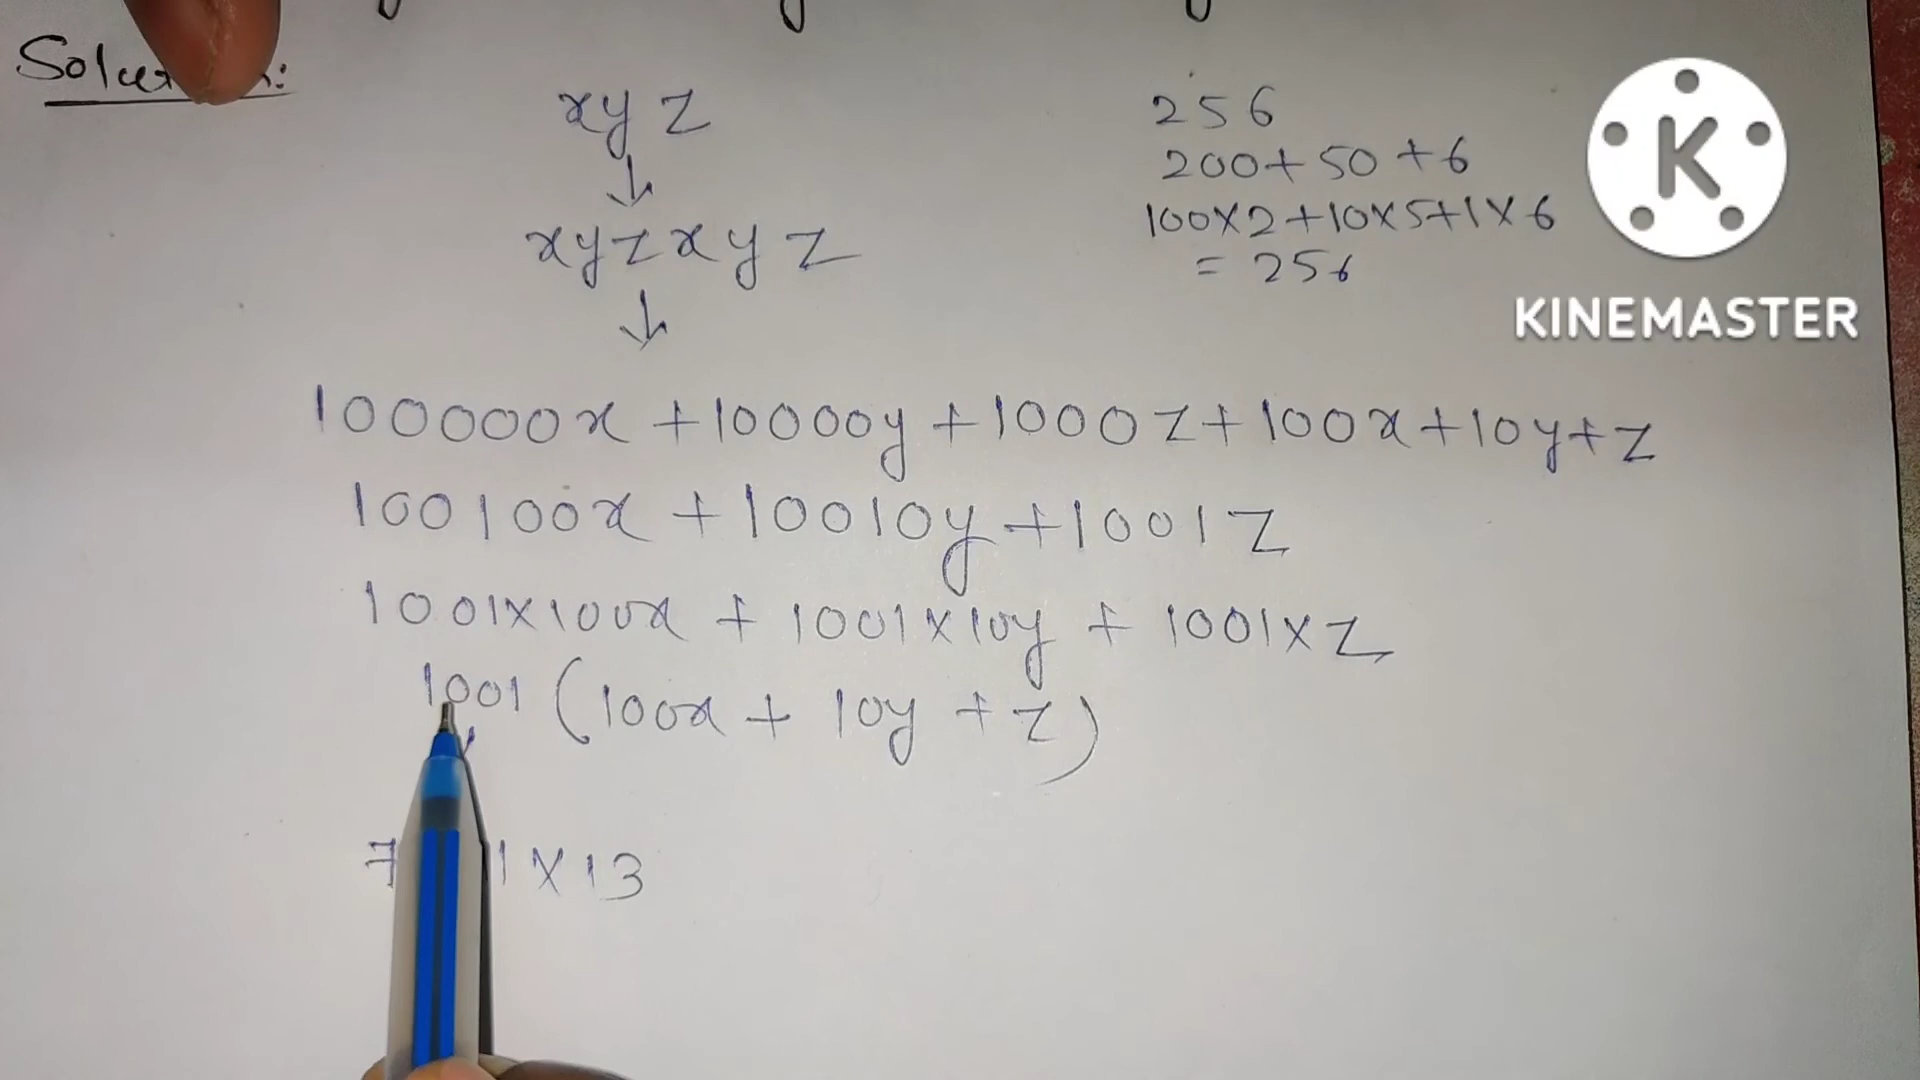 xyz
256
200+50+6
xyzxyz
100×2+10×5+1×6
= 256
KINEMASTER
100000x +10000y+1000z+100x+10y+z
100100x +10010y+1001z
1001×100x + 1001×10y + 1001×z
1001 (100x + 10y + z)
1×13